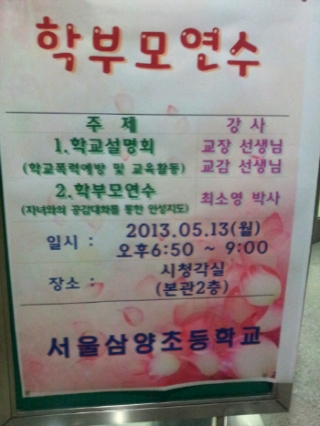 학부모연수
주 제 강 사
1.학교설명회 교장 선생님
(학교폭력예방 및 교육활동) 교감 선생님
2.학부모연수 최소영 박사
(자녀와의 공감대화를 통한 인성지도)
일시 : 2013.05.13(월)
오후6:50 ~ 9:00
장소 : 시청각실
(본관2층)
서울삼양초등학교